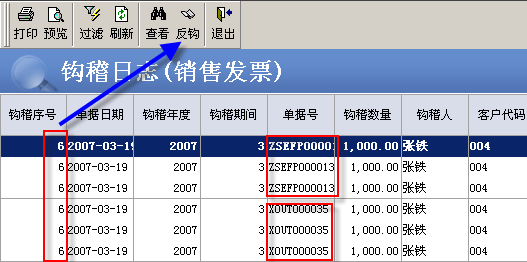 打印 预览 过滤 刷新 查看 反钩 退出
钩稽日志(销售发票)
钩稽序号 单据日期 钩稽年度 钩稽期间 单据号 钩稽数量 钩稽人 客户代码
6 2007-03-19 2007 3 ZSEFP00001 1,000.00 张铁 004
6 2007-03-19 2007 3 ZSEFP000013 1,000.00 张铁 004
6 2007-03-19 2007 3 ZSEFP000013 1,000.00 张铁 004
6 2007-03-19 2007 3 XOUT000035 1,000.00 张铁 004
6 2007-03-19 2007 3 XOUT000035 1,000.00 张铁 004
6 2007-03-19 2007 3 XOUT000035 1,000.00 张铁 004